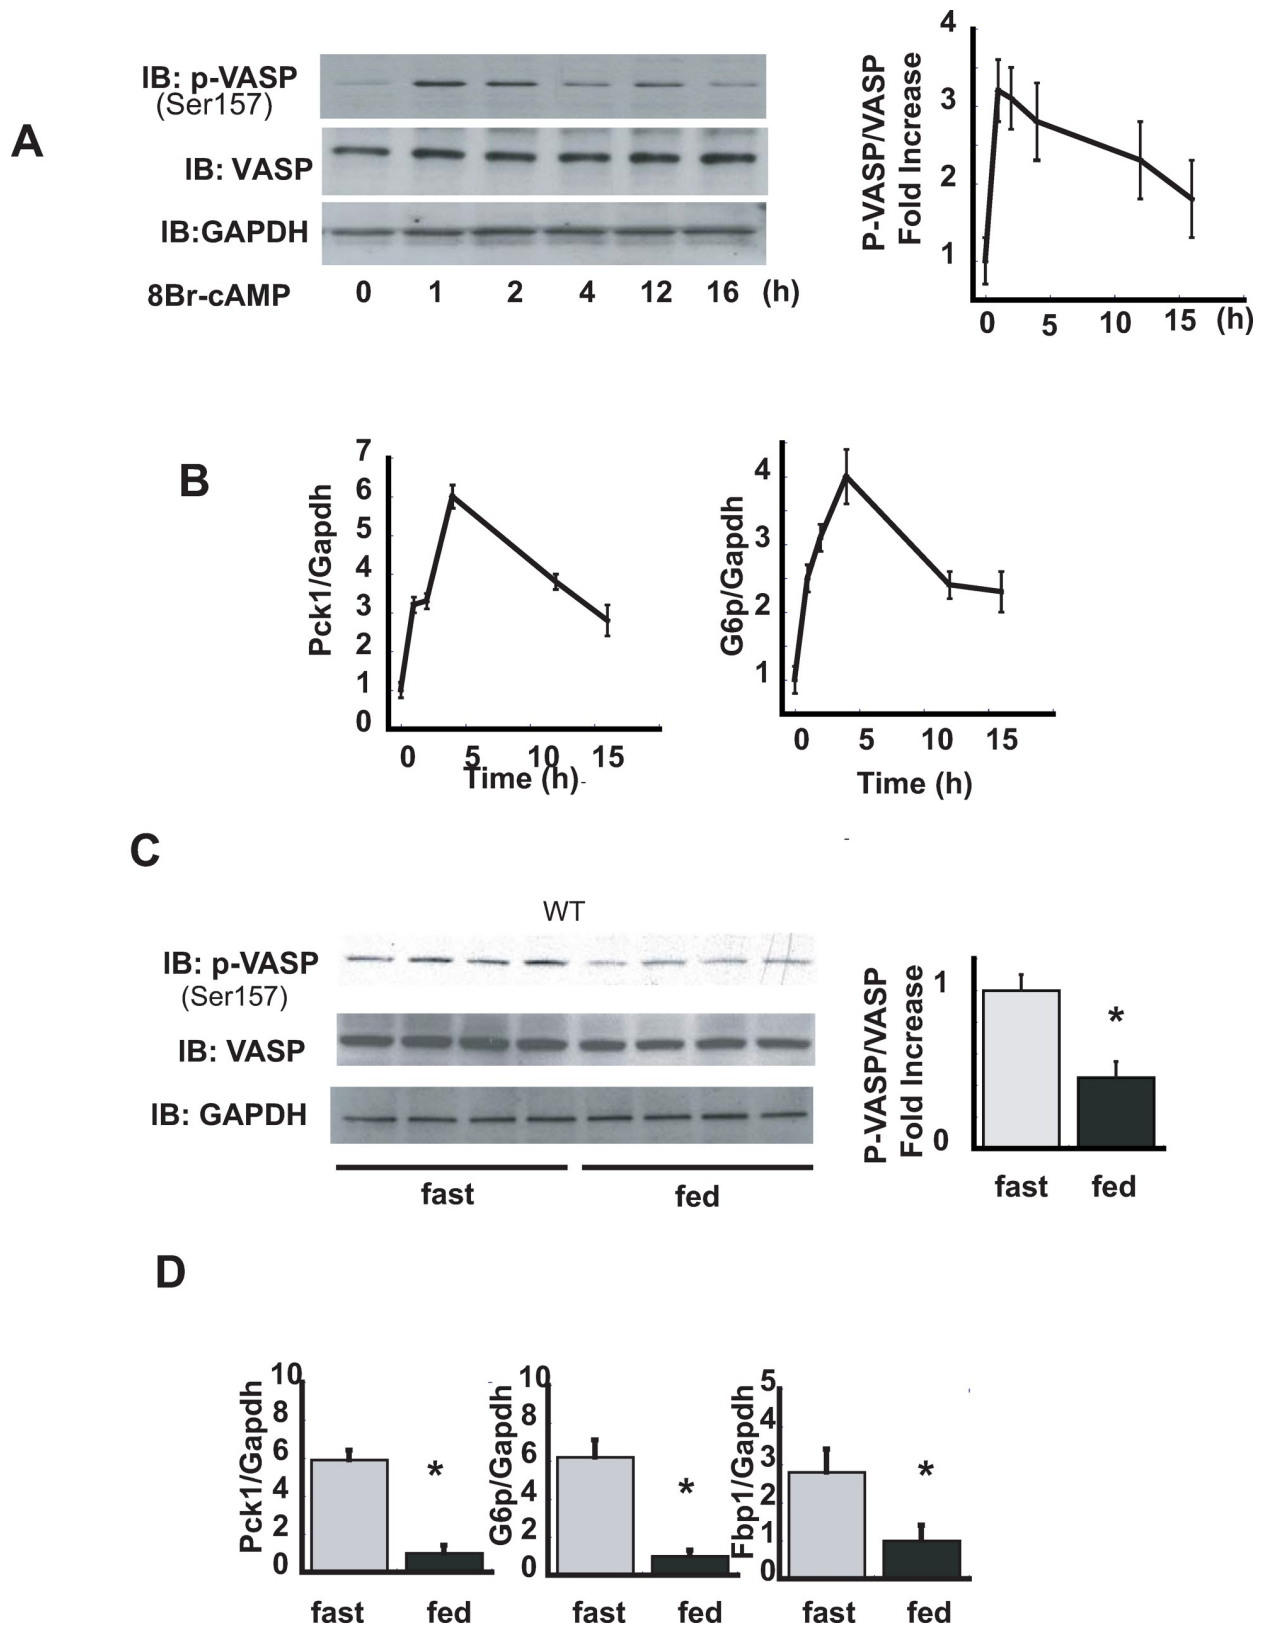 A
IB: p-VASP
(Ser157)
IB: VASP
IB:GAPDH
8Br-cAMP 0 1 2 4 12 16 (h)
P-VASP/VASP
Fold Increase
4
3
2
1
0 5 10 15 (h)
B
Pck1/Gapdh
7
6
5
4
3
2
1
0
0 5 10 15
Time (h)
G6p/Gapdh
4
3
2
1
0 5 10 15
Time (h)
C
WT
IB: p-VASP
(Ser157)
IB: VASP
IB: GAPDH
fast fed
P-VASP/VASP
Fold Increase
1
0
*
fast fed
D
Pck1/Gapdh
10
8
6
4
2
0
*
fast fed
G6p/Gapdh
10
8
6
4
2
0
*
fast fed
Fbp1/Gapdh
5
4
3
2
1
0
*
fast fed